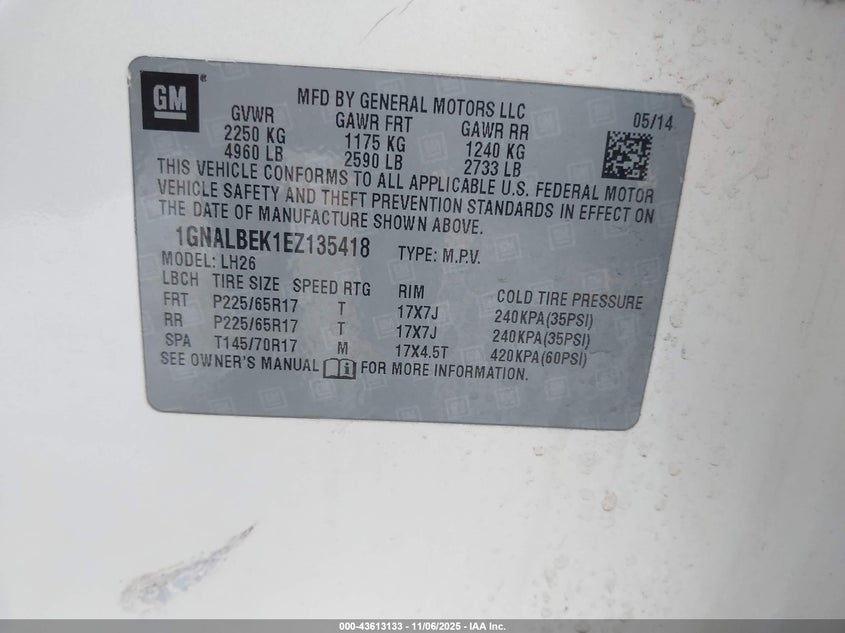 GM ®
MFD BY GENERAL MOTORS LLC
05/14
GVWR GAWR FRT GAWR RR
2250 KG 1175 KG 1240 KG
4960 LB 2590 LB 2733 LB
THIS VEHICLE CONFORMS TO ALL APPLICABLE U.S. FEDERAL MOTOR
VEHICLE SAFETY AND THEFT PREVENTION STANDARDS IN EFFECT ON
THE DATE OF MANUFACTURE SHOWN ABOVE.
1GNALBEK1EZ135418 TYPE: M.P.V.
MODEL: LH26
LBCH TIRE SIZE SPEED RTG RIM COLD TIRE PRESSURE
FRT P225/65R17 T 17X7J 240KPA(35PSI)
RR P225/65R17 T 17X7J 240KPA(35PSI)
SPA T145/70R17 M 17X4.5T 420KPA(60PSI)
SEE OWNER'S MANUAL FOR MORE INFORMATION.
000-43613133 - 11/06/2025 - IAA Inc.